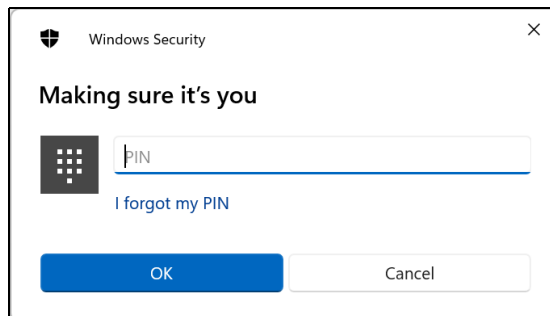 Windows Security
Making sure it's you
PIN
I forgot my PIN
OK
Cancel